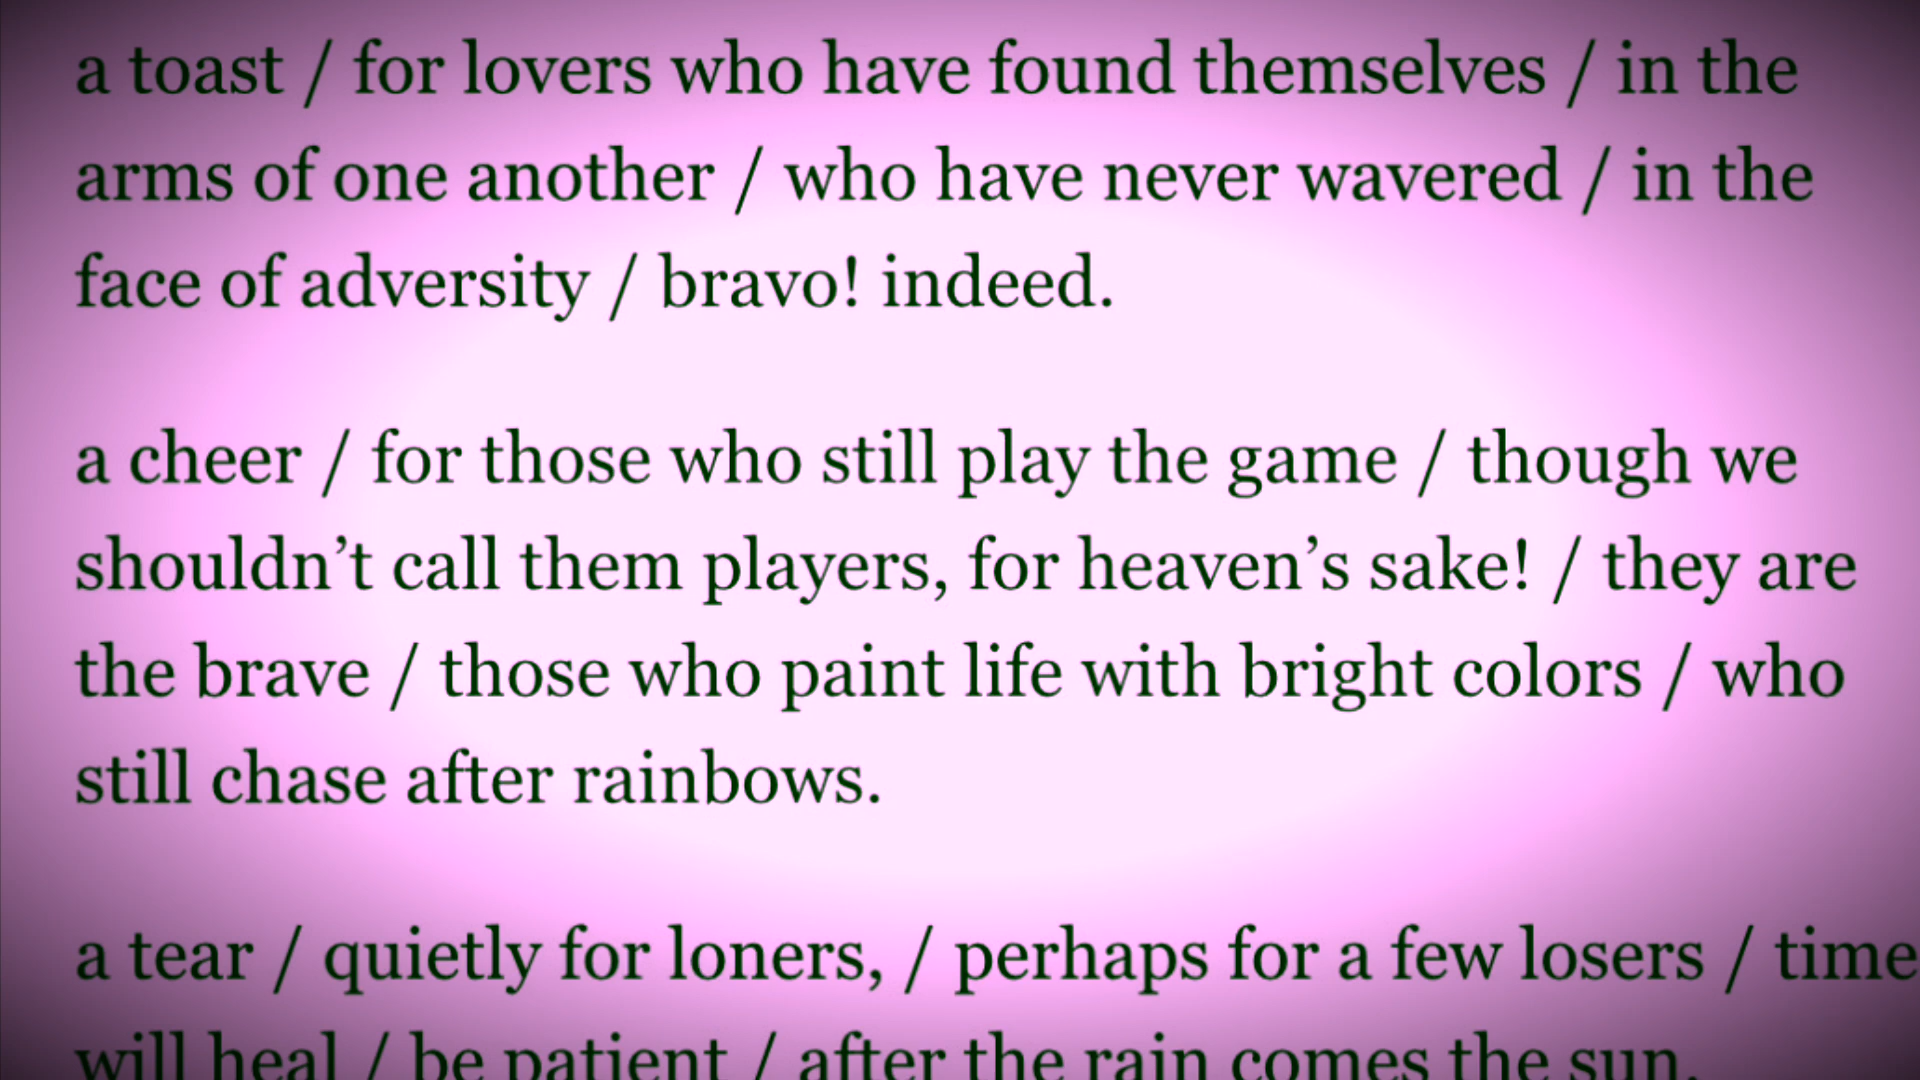 a toast / for lovers who have found themselves / in the
arms of one another / who have never wavered / in the
face of adversity / bravo! indeed.
a cheer / for those who still play the game / though we
shouldn’t call them players, for heaven’s sake! / they are
the brave / those who paint life with bright colors / who
still chase after rainbows.
a tear / quietly for loners, / perhaps for a few losers / time
will heal / be patient / after the rain comes the sun.